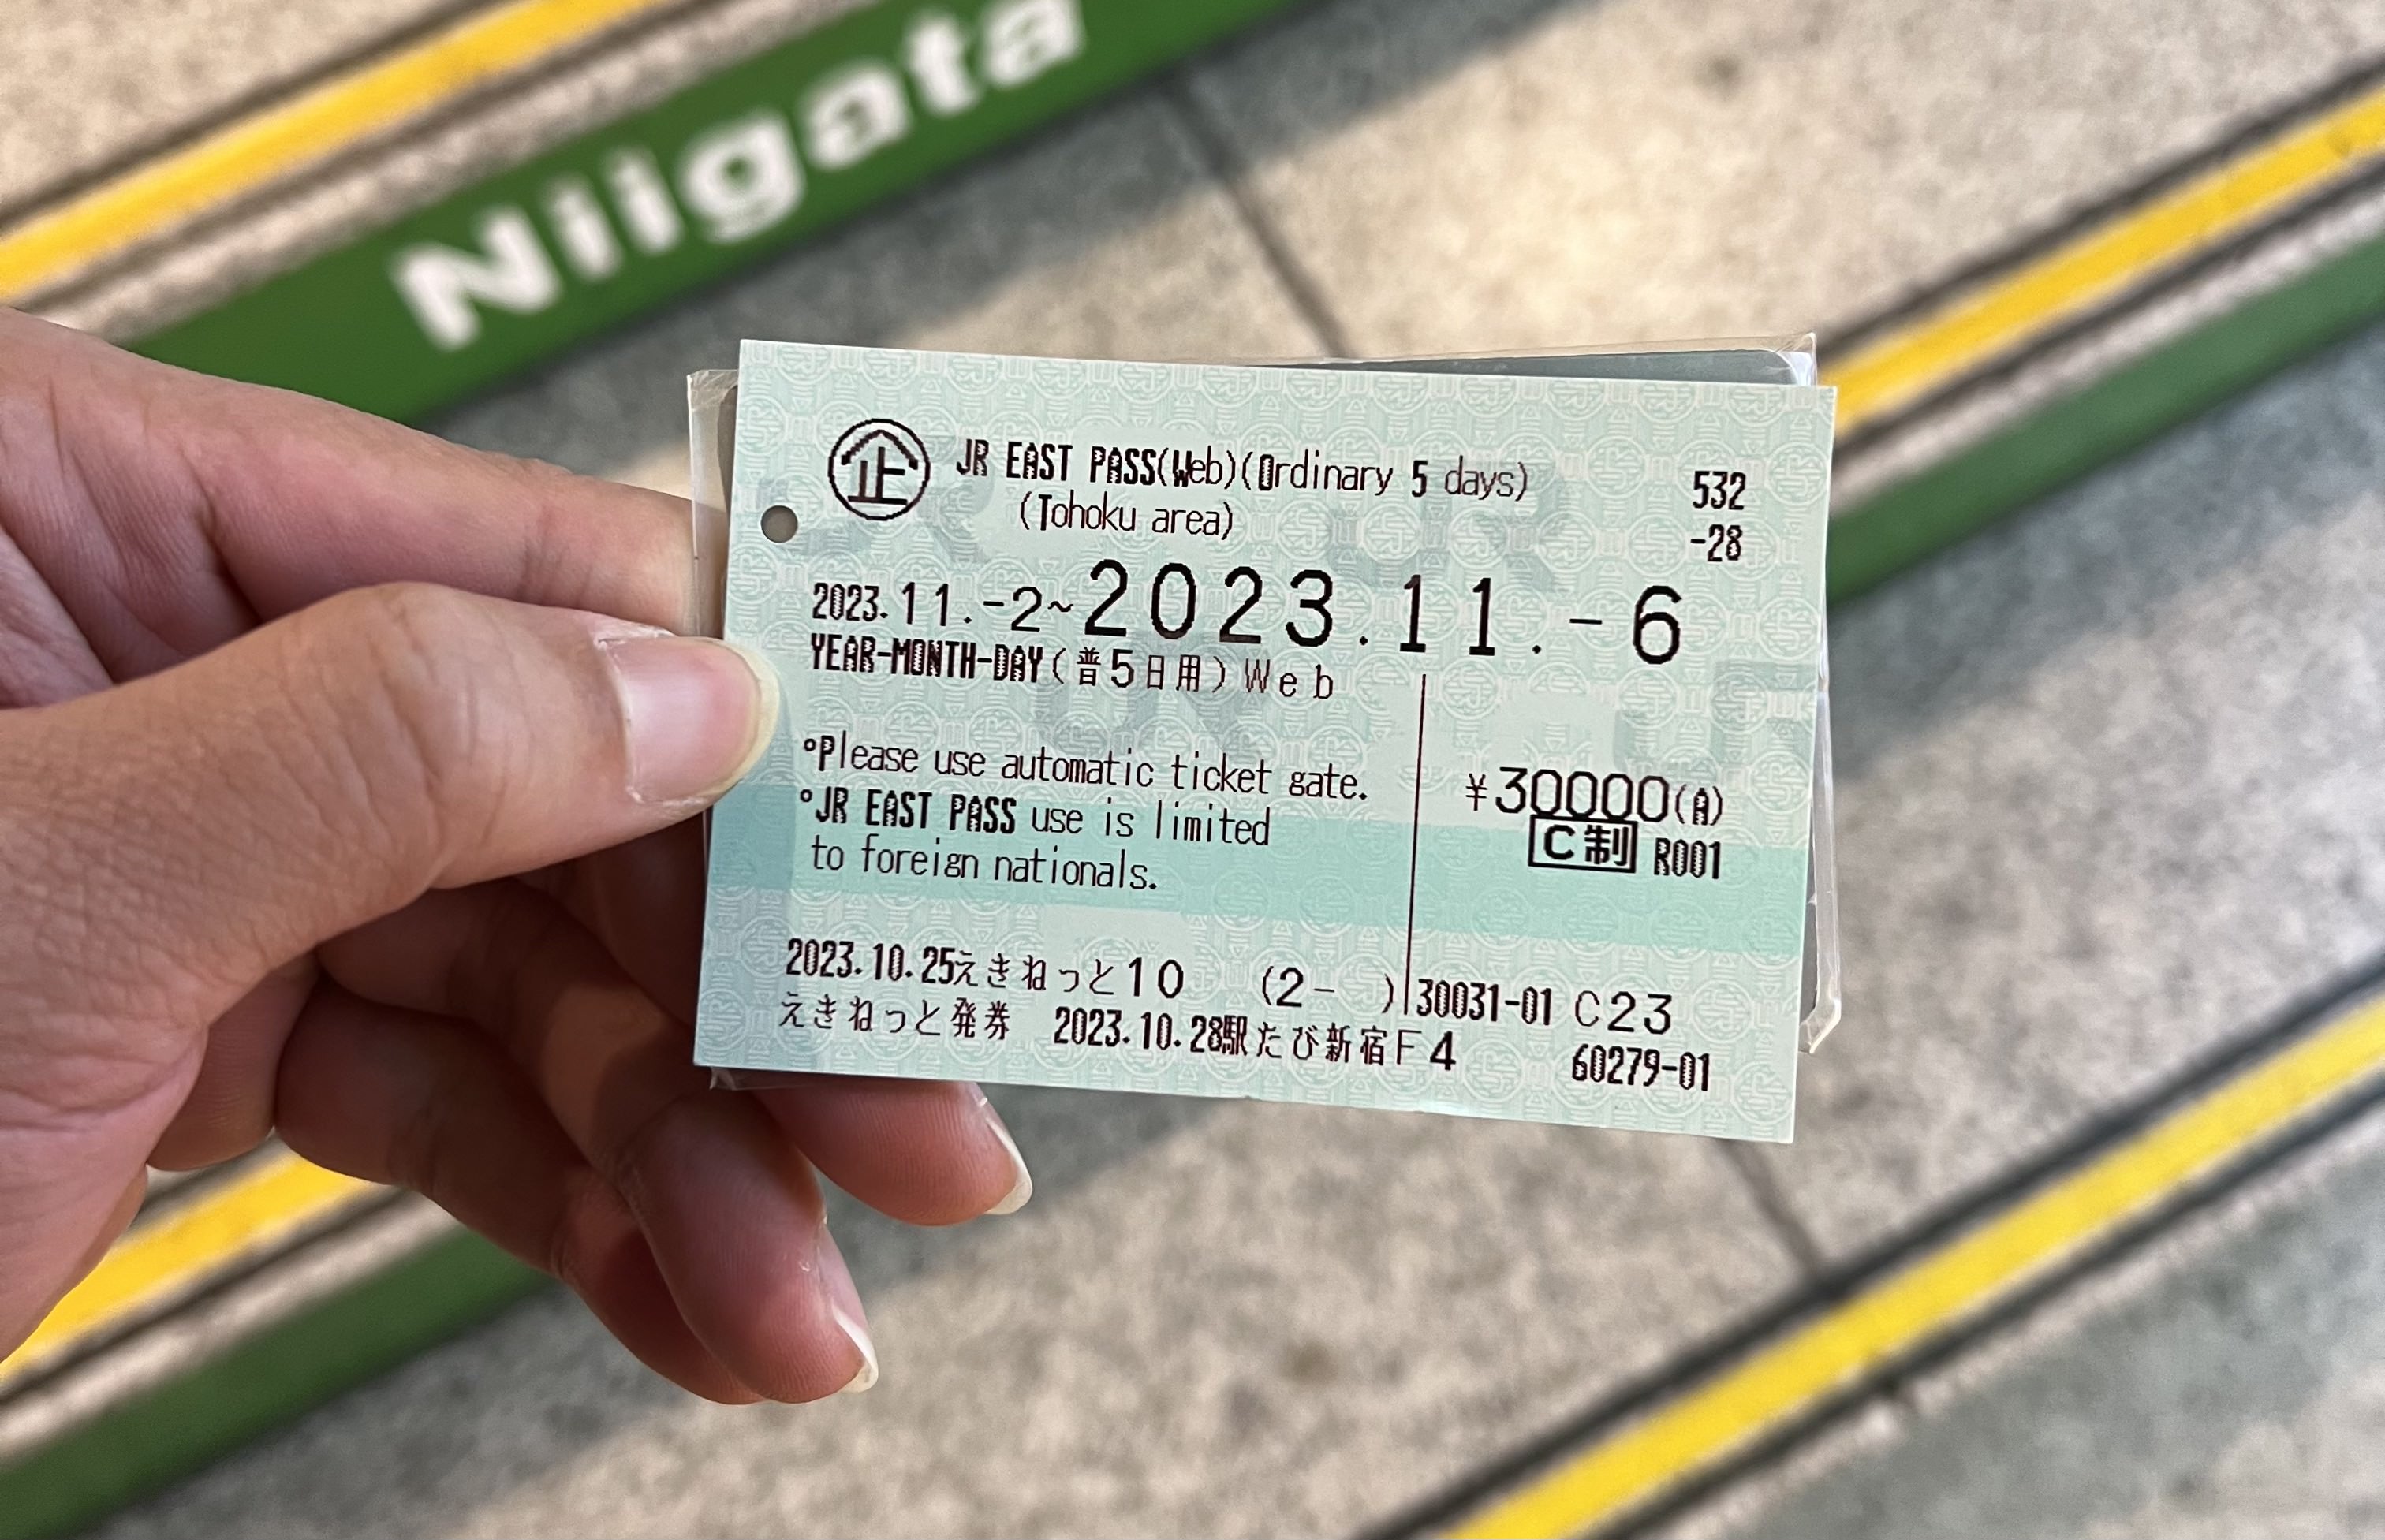 Niigata
企 JR EAST PASS(Web)(Ordinary 5 days) 532
(Tohoku area) -28
2023.11.-2~2023.11.-6
YEAR-MONTH-DAY(普5日用)Web
°Please use automatic ticket gate. ¥30000(A)
°JR EAST PASS use is limited C制 R001
to foreign nationals.
2023.10.25えきねっと10 (2- )30031-01 C23
えきねっと発券 2023.10.28駅たび新宿F4 60279-01